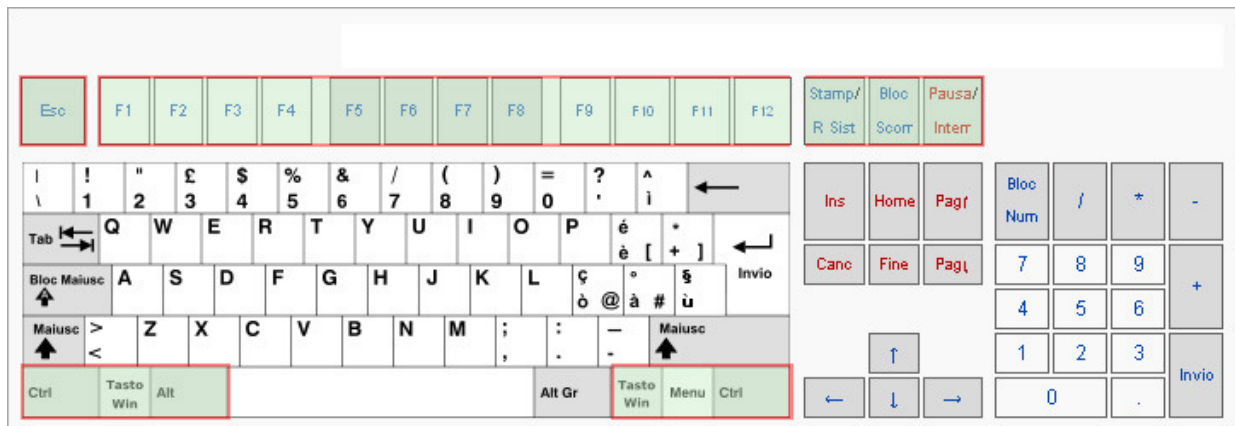 Esc F1 F2 F3 F4 F5 F6 F7 F8 F9 F10 F11 F12 Stamp/ Bloc Pausa/
R Sist Scorr Interr
| ! " £ $ % & / ( ) = ? ^
\ 1 2 3 4 5 6 7 8 9 0 ' ì
Ins Home Pag↑ Bloc Num / * -
Tab Q W E R T Y U I O P é *
è [ + ]
Invio
Canc Fine Pag↓ 7 8 9 +
Bloc Maiusc A S D F G H J K L ç ° §
ò @ à # ù
4 5 6
Maiusc > Z X C V B N M ; : _ Maiusc
< , . -
↑ 1 2 3 Invio
Ctrl Tasto Win Alt Alt Gr Tasto Win Menu Ctrl
← ↓ → 0 .